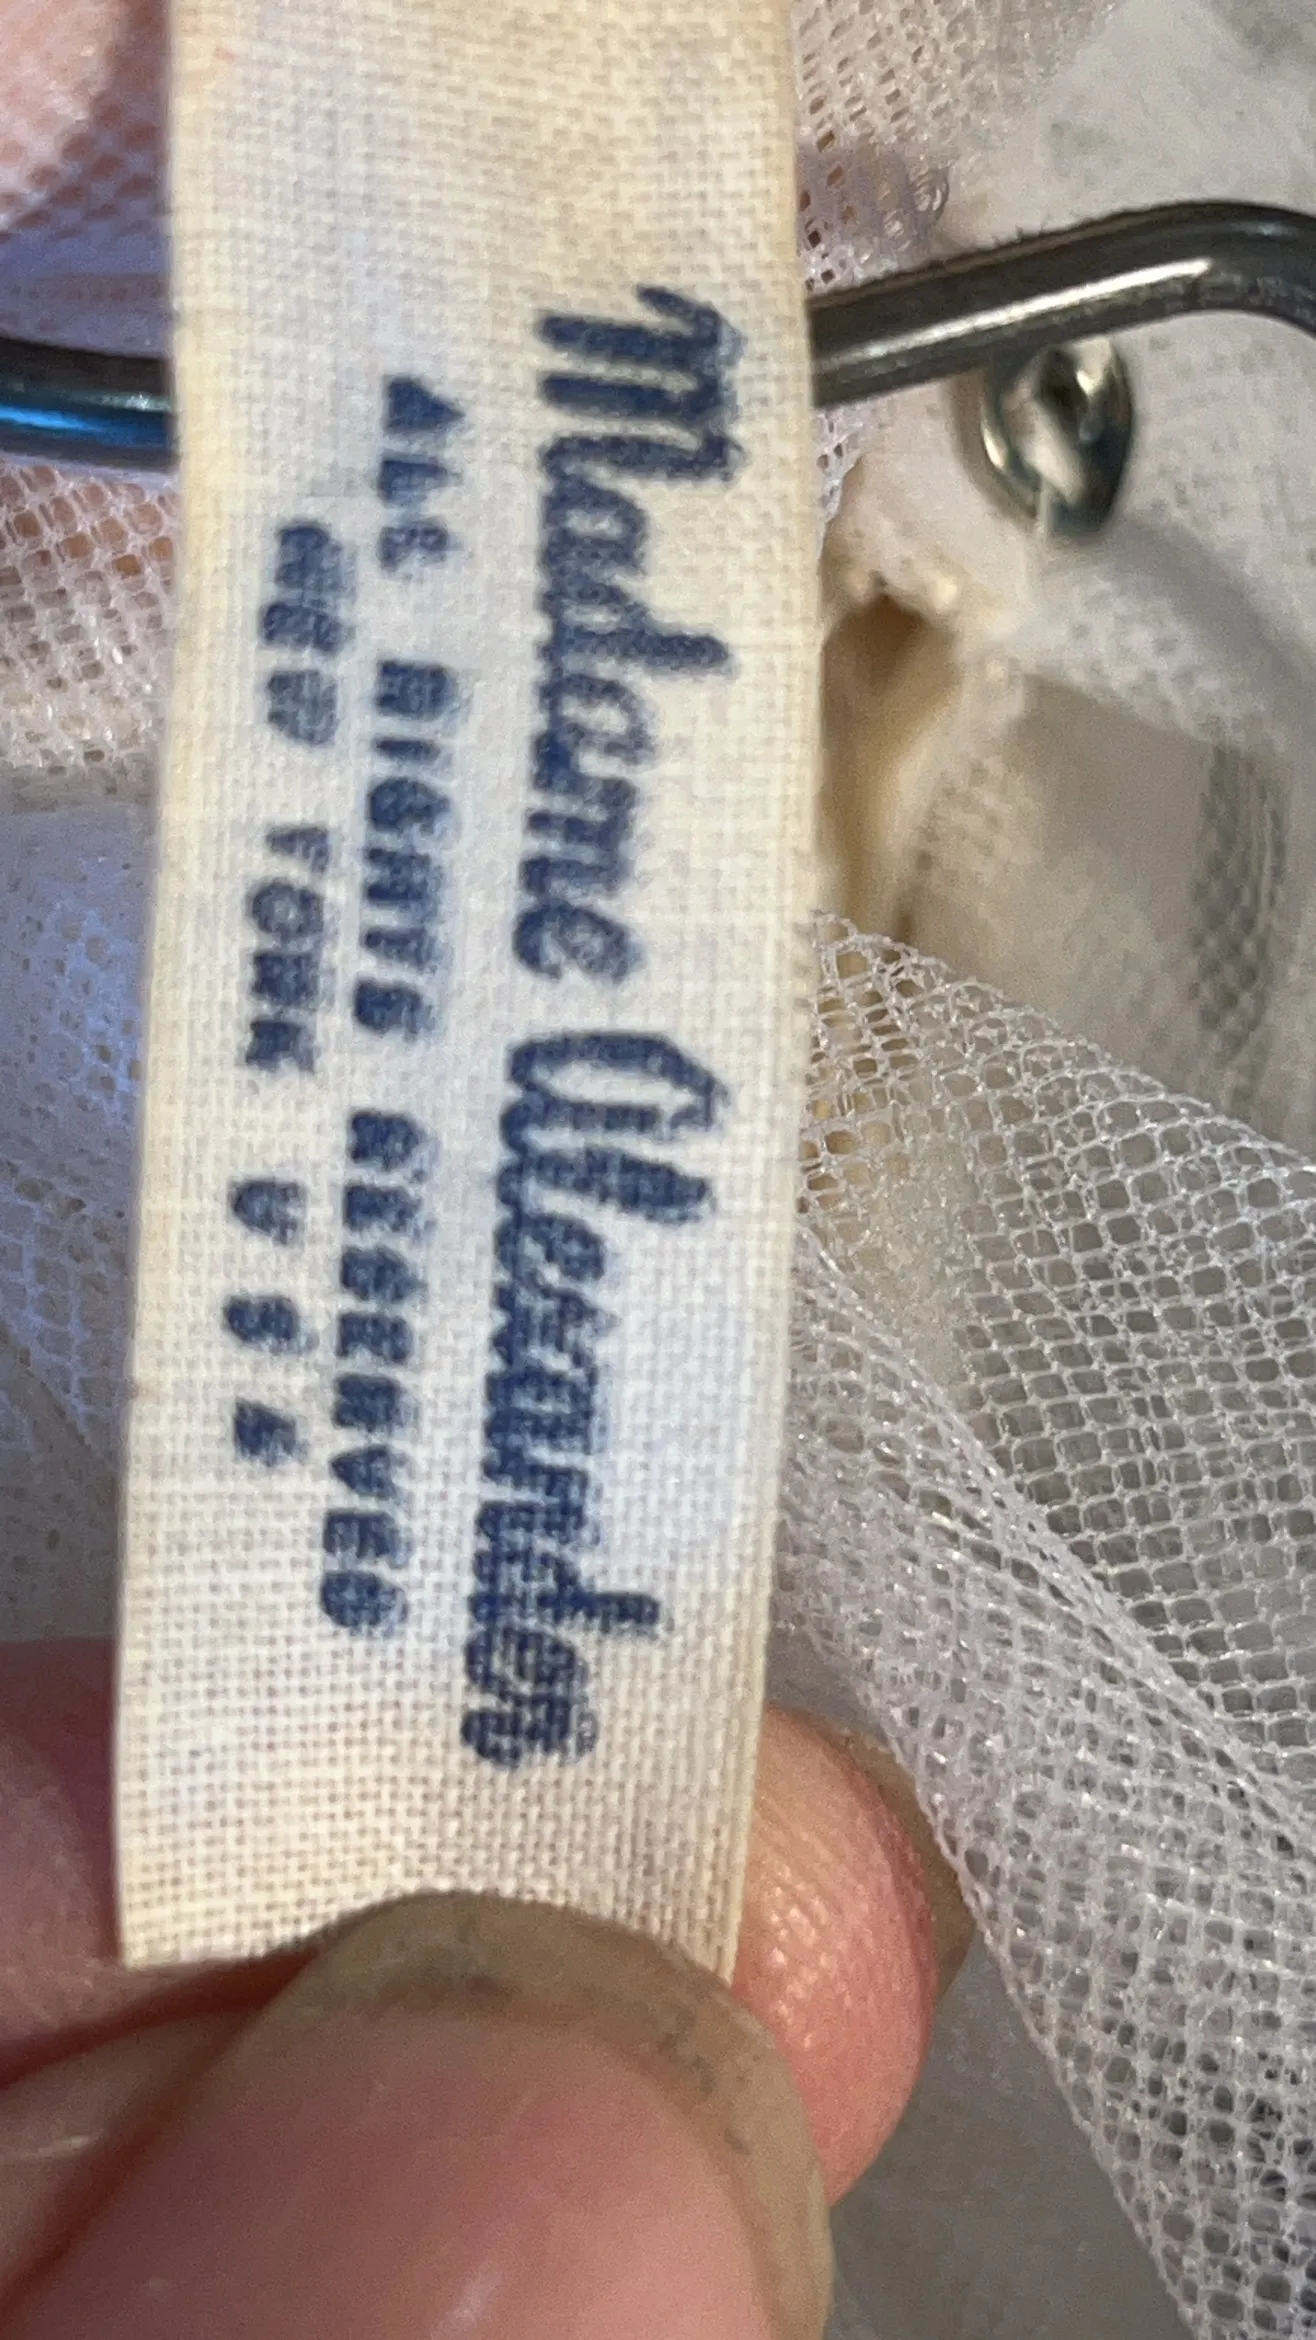 Madame Alexander
ALL RIGHTS RESERVED
NEW YORK U S A